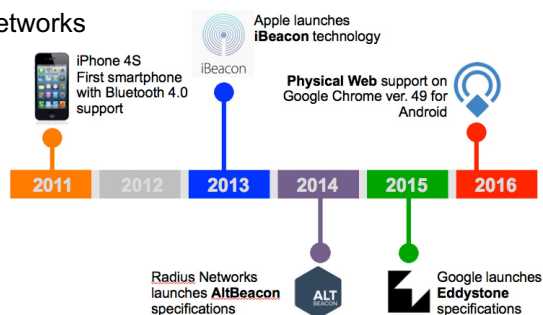 etworks
iPhone 4S
First smartphone
with Bluetooth 4.0
support
iBeacon
Apple launches
iBeacon technology
Physical Web support on
Google Chrome ver. 49 for
Android
2011
2012
2013
2014
2015
2016
Radius Networks
launches AltBeacon
specifications
ALT
BEACON
Google launches
Eddystone
specifications